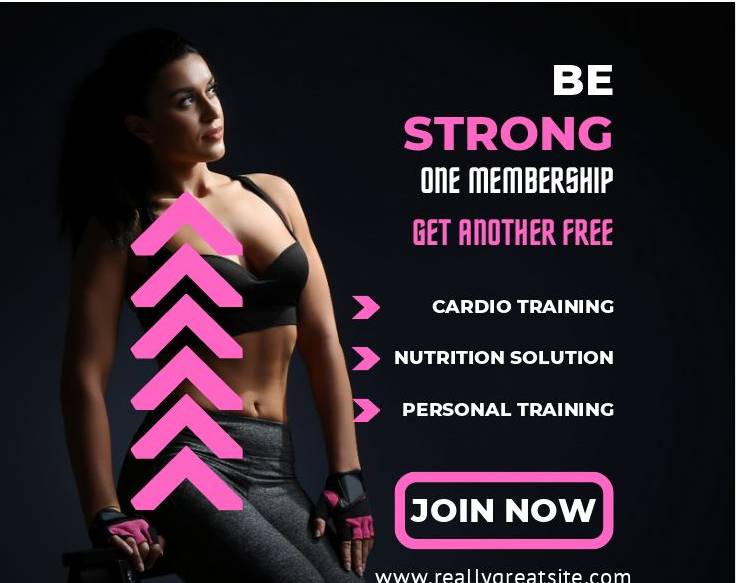 BE
STRONG
ONE MEMBERSHIP
GET ANOTHER FREE
CARDIO TRAINING
NUTRITION SOLUTION
PERSONAL TRAINING
JOIN NOW
www.reallygreatsite.com